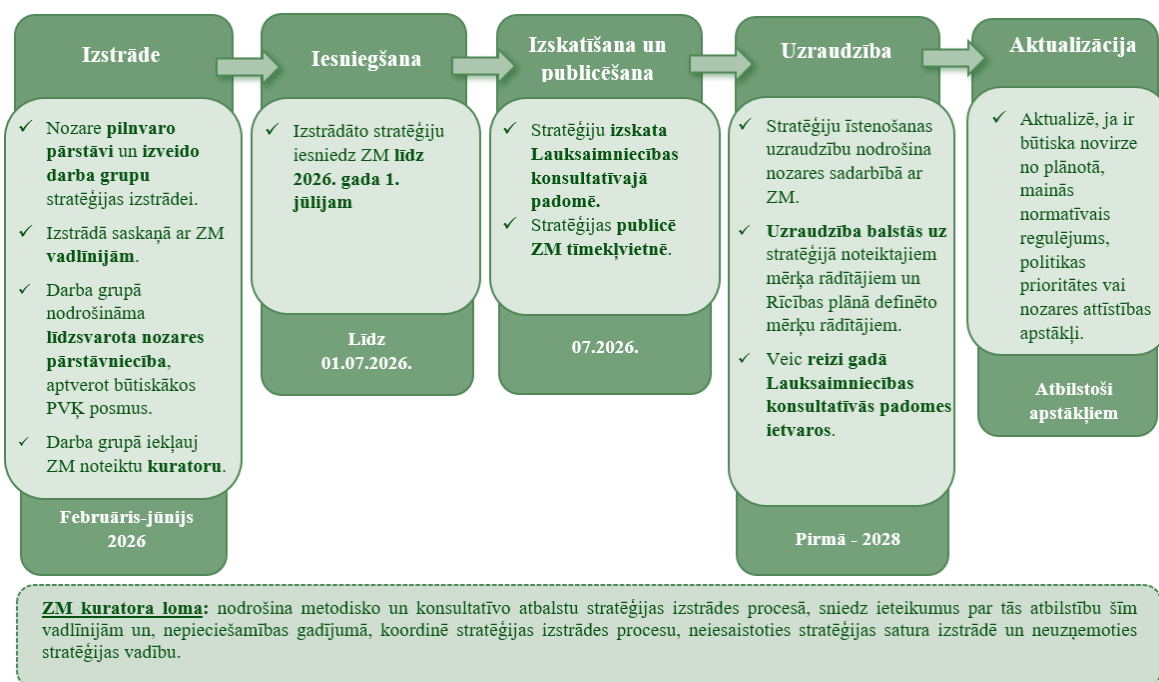 Izstrāde
Nozare pilnvaro
pārstāvi un izveido
darba grupu
stratēģijas izstrādei.
Izstrādā saskaņā ar ZM
vadlīnijām.
Darba grupā
nodrošināma
līdzsvarota nozares
pārstāvniecība,
aptverot būtiskākos
PVĶ posmus.
Darba grupā iekļauj
ZM noteiktu kuratoru.
Februāris-jūnijs
2026
Iesniegšana
Izstrādāto stratēģiju
iesniedz ZM līdz
2026. gada 1.
jūlijam
Līdz
01.07.2026.
Izskatīšana un
publicēšana
Stratēģiju izskata
Lauksaimniecības
konsultatīvajā
padomē.
Stratēģijas publicē
ZM tīmekļvietnē.
07.2026.
Uzraudzība
Stratēģiju īstenošanas
uzraudzību nodrošina
nozares sadarbībā ar
ZM.
Uzraudzība balstās uz
stratēģijā noteiktajiem
mērķa rādītājiem un
Rīcības plānā definēto
mērķu rādītājiem.
Veic reizi gadā
Lauksaimniecības
konsultatīvās padomes
ietvaros.
Pirmā - 2028
Aktualizācija
Aktualizē, ja ir
būtiska novirze
no plānotā,
mainās
normatīvais
regulējums,
politikas
prioritātes vai
nozares attīstības
apstākļi.
Atbilstoši
apstākļiem
ZM kuratora loma: nodrošina metodisko un konsultatīvo atbalstu stratēģijas izstrādes procesā, sniedz ieteikumus par tās atbilstību šīm
vadlīnijām un, nepieciešamības gadījumā, koordinē stratēģijas izstrādes procesu, neiesaistoties stratēģijas satura izstrādē un neuzņemoties
stratēģijas vadību.